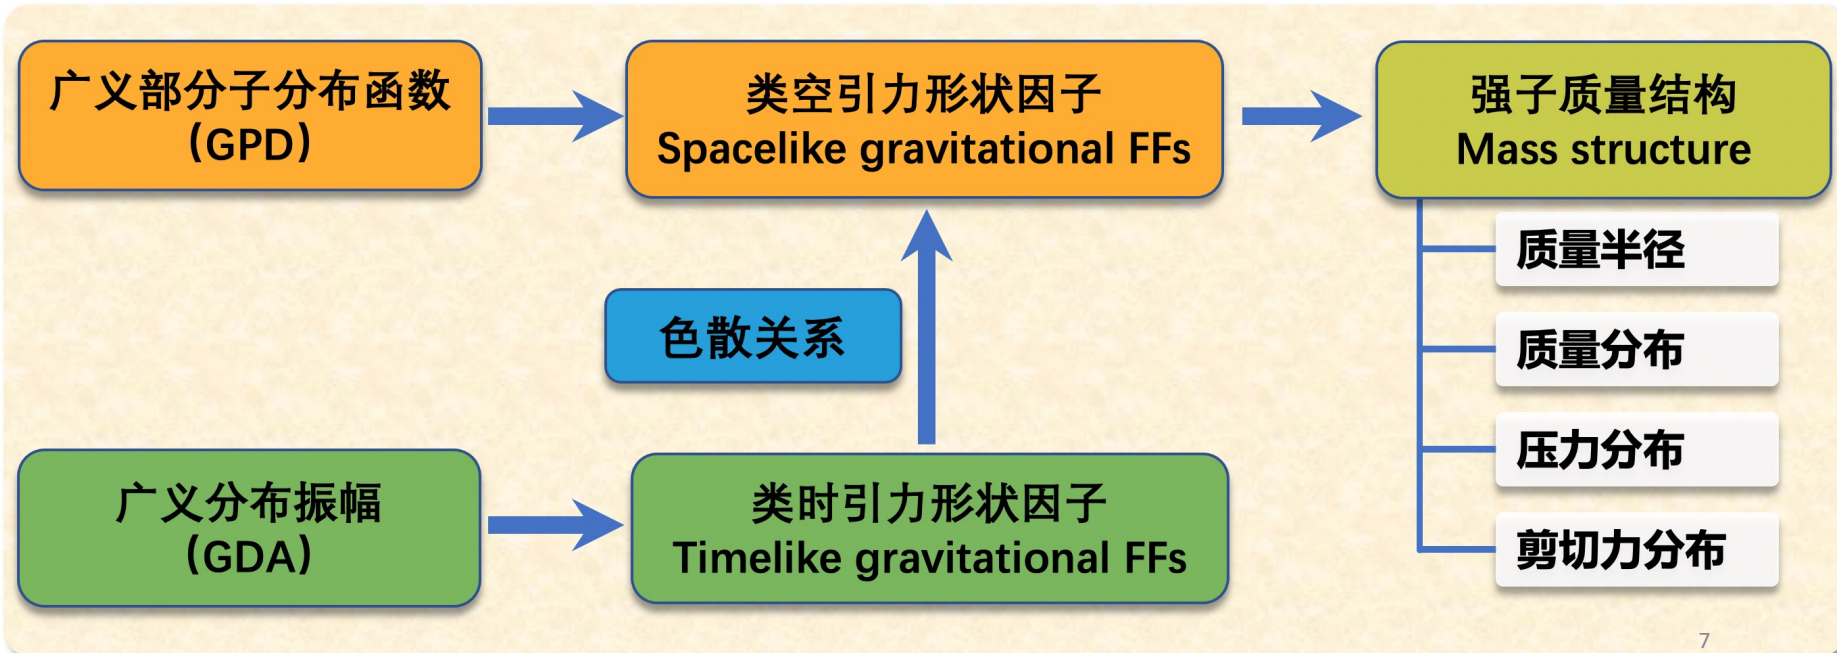 广义部分子分布函数
(GPD)
类空引力形状因子
Spacelike gravitational FFs
强子质量结构
Mass structure
质量半径
质量分布
压力分布
剪切力分布
色散关系
广义分布振幅
(GDA)
类时引力形状因子
Timelike gravitational FFs
7